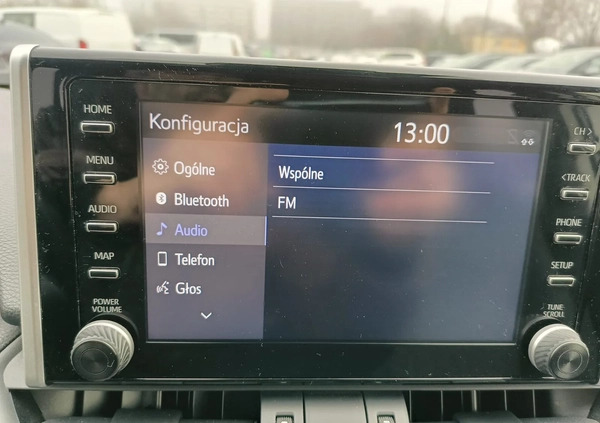 HOME
MENU
AUDIO
MAP
POWER
VOLUME
Konfiguracja
13:00
Ogólne
Bluetooth
Audio
Telefon
Głos
Wspólne
FM
CH >
< TRACK
PHONE
SETUP
TUNE
SCROLL